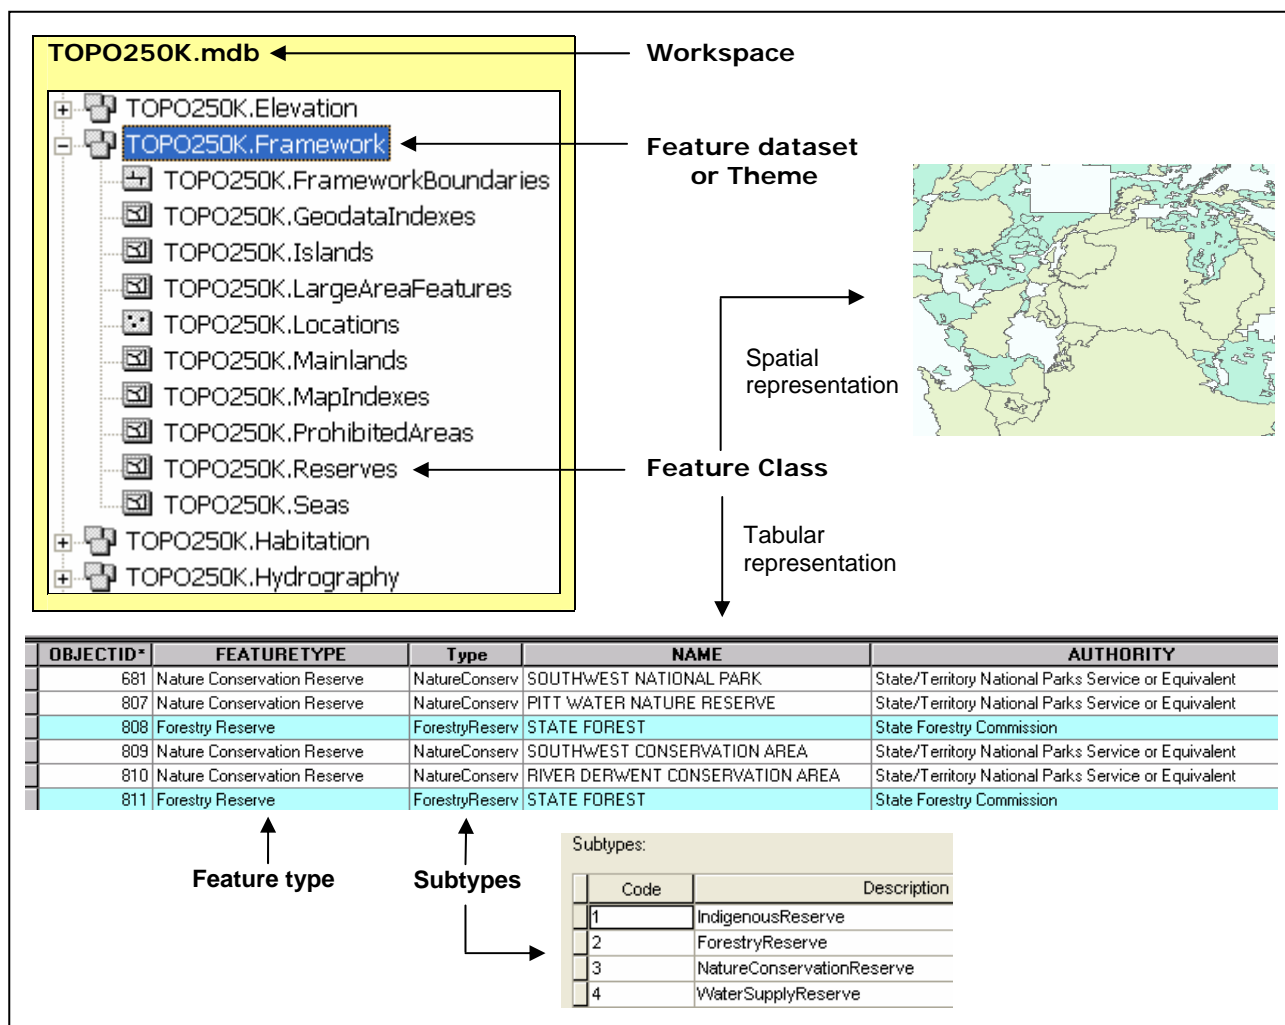 TOPO250K.mdb
Workspace
TOPO250K.Elevation
TOPO250K.Framework
Feature dataset
or Theme
TOPO250K.FrameworkBoundaries
TOPO250K.GeodataIndexes
TOPO250K.Islands
TOPO250K.LargeAreaFeatures
TOPO250K.Locations
TOPO250K.Mainlands
TOPO250K.MapIndexes
TOPO250K.ProhibitedAreas
TOPO250K.Reserves
TOPO250K.Seas
TOPO250K.Habitation
TOPO250K.Hydrography
Spatial
representation
Feature Class
Tabular
representation
OBJECTID* FEATURETYPE Type NAME AUTHORITY
681 Nature Conservation Reserve NatureConserv SOUTHWEST NATIONAL PARK State/Territory National Parks Service or Equivalent
807 Nature Conservation Reserve NatureConserv PITT WATER NATURE RESERVE State/Territory National Parks Service or Equivalent
808 Forestry Reserve ForestryReserv STATE FOREST State Forestry Commission
809 Nature Conservation Reserve NatureConserv SOUTHWEST CONSERVATION AREA State/Territory National Parks Service or Equivalent
810 Nature Conservation Reserve NatureConserv RIVER DERWENT CONSERVATION AREA State/Territory National Parks Service or Equivalent
811 Forestry Reserve ForestryReserv STATE FOREST State Forestry Commission
Feature type
Subtypes
Subtypes:
Code Description
1 IndigenousReserve
2 ForestryReserve
3 NatureConservationReserve
4 WaterSupplyReserve